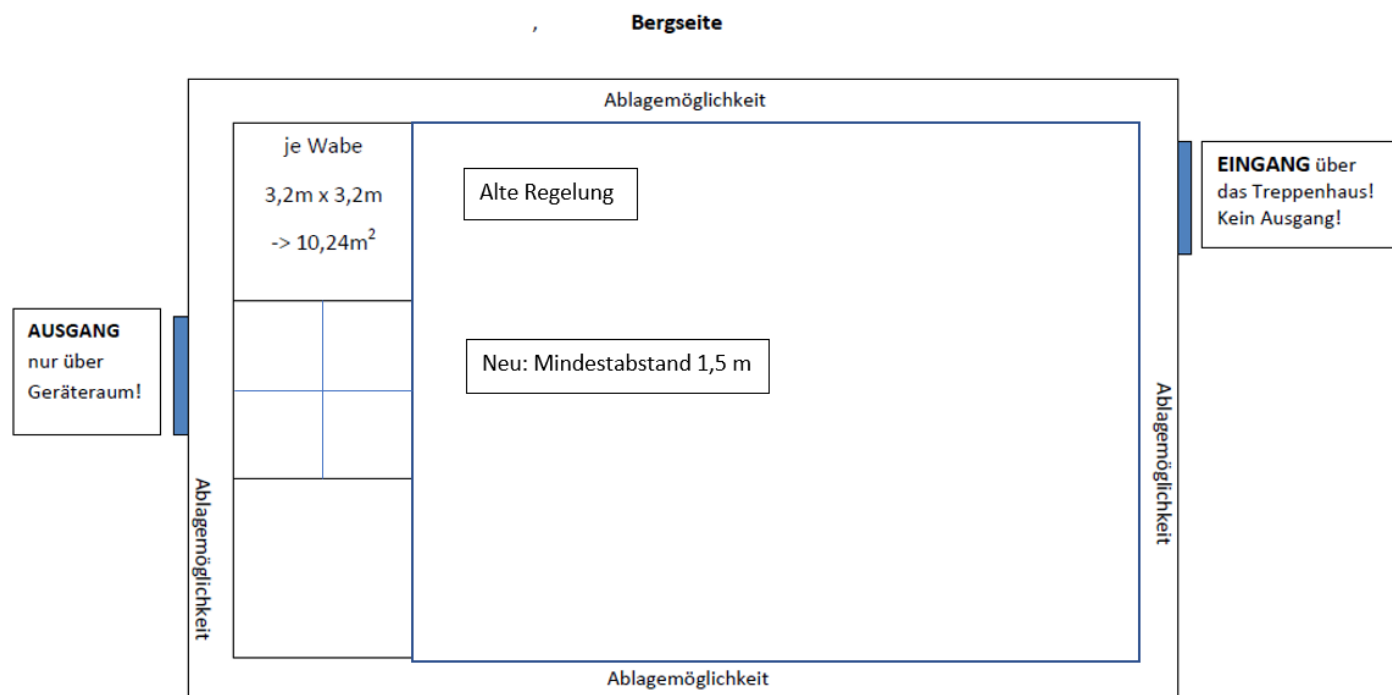 ,
Bergseite
Ablagemöglichkeit
je Wabe
3,2m x 3,2m
-> 10,24m²
Alte Regelung
EINGANG über
das Treppenhaus!
Kein Ausgang!
AUSGANG
nur über
Geräteraum!
Neu: Mindestabstand 1,5 m
Ablagemöglichkeit
Ablagemöglichkeit
Ablagemöglichkeit